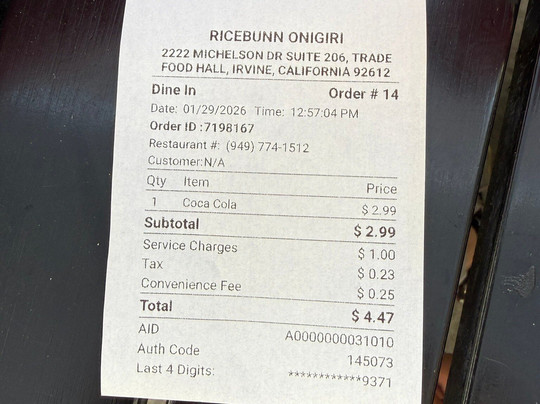 RICEBUNN ONIGIRI
2222 MICHELSON DR SUITE 206, TRADE
FOOD HALL, IRVINE, CALIFORNIA 92612
Dine In Order # 14
Date: 01/29/2026 Time: 12:57:04 PM
Order ID :7198167
Restaurant #: (949) 774-1512
Customer:N/A
Qty Item Price
1 Coca Cola $ 2.99
Subtotal $ 2.99
Service Charges $ 1.00
Tax $ 0.23
Convenience Fee $ 0.25
Total $ 4.47
AID A0000000031010
Auth Code 145073
Last 4 Digits: ************9371